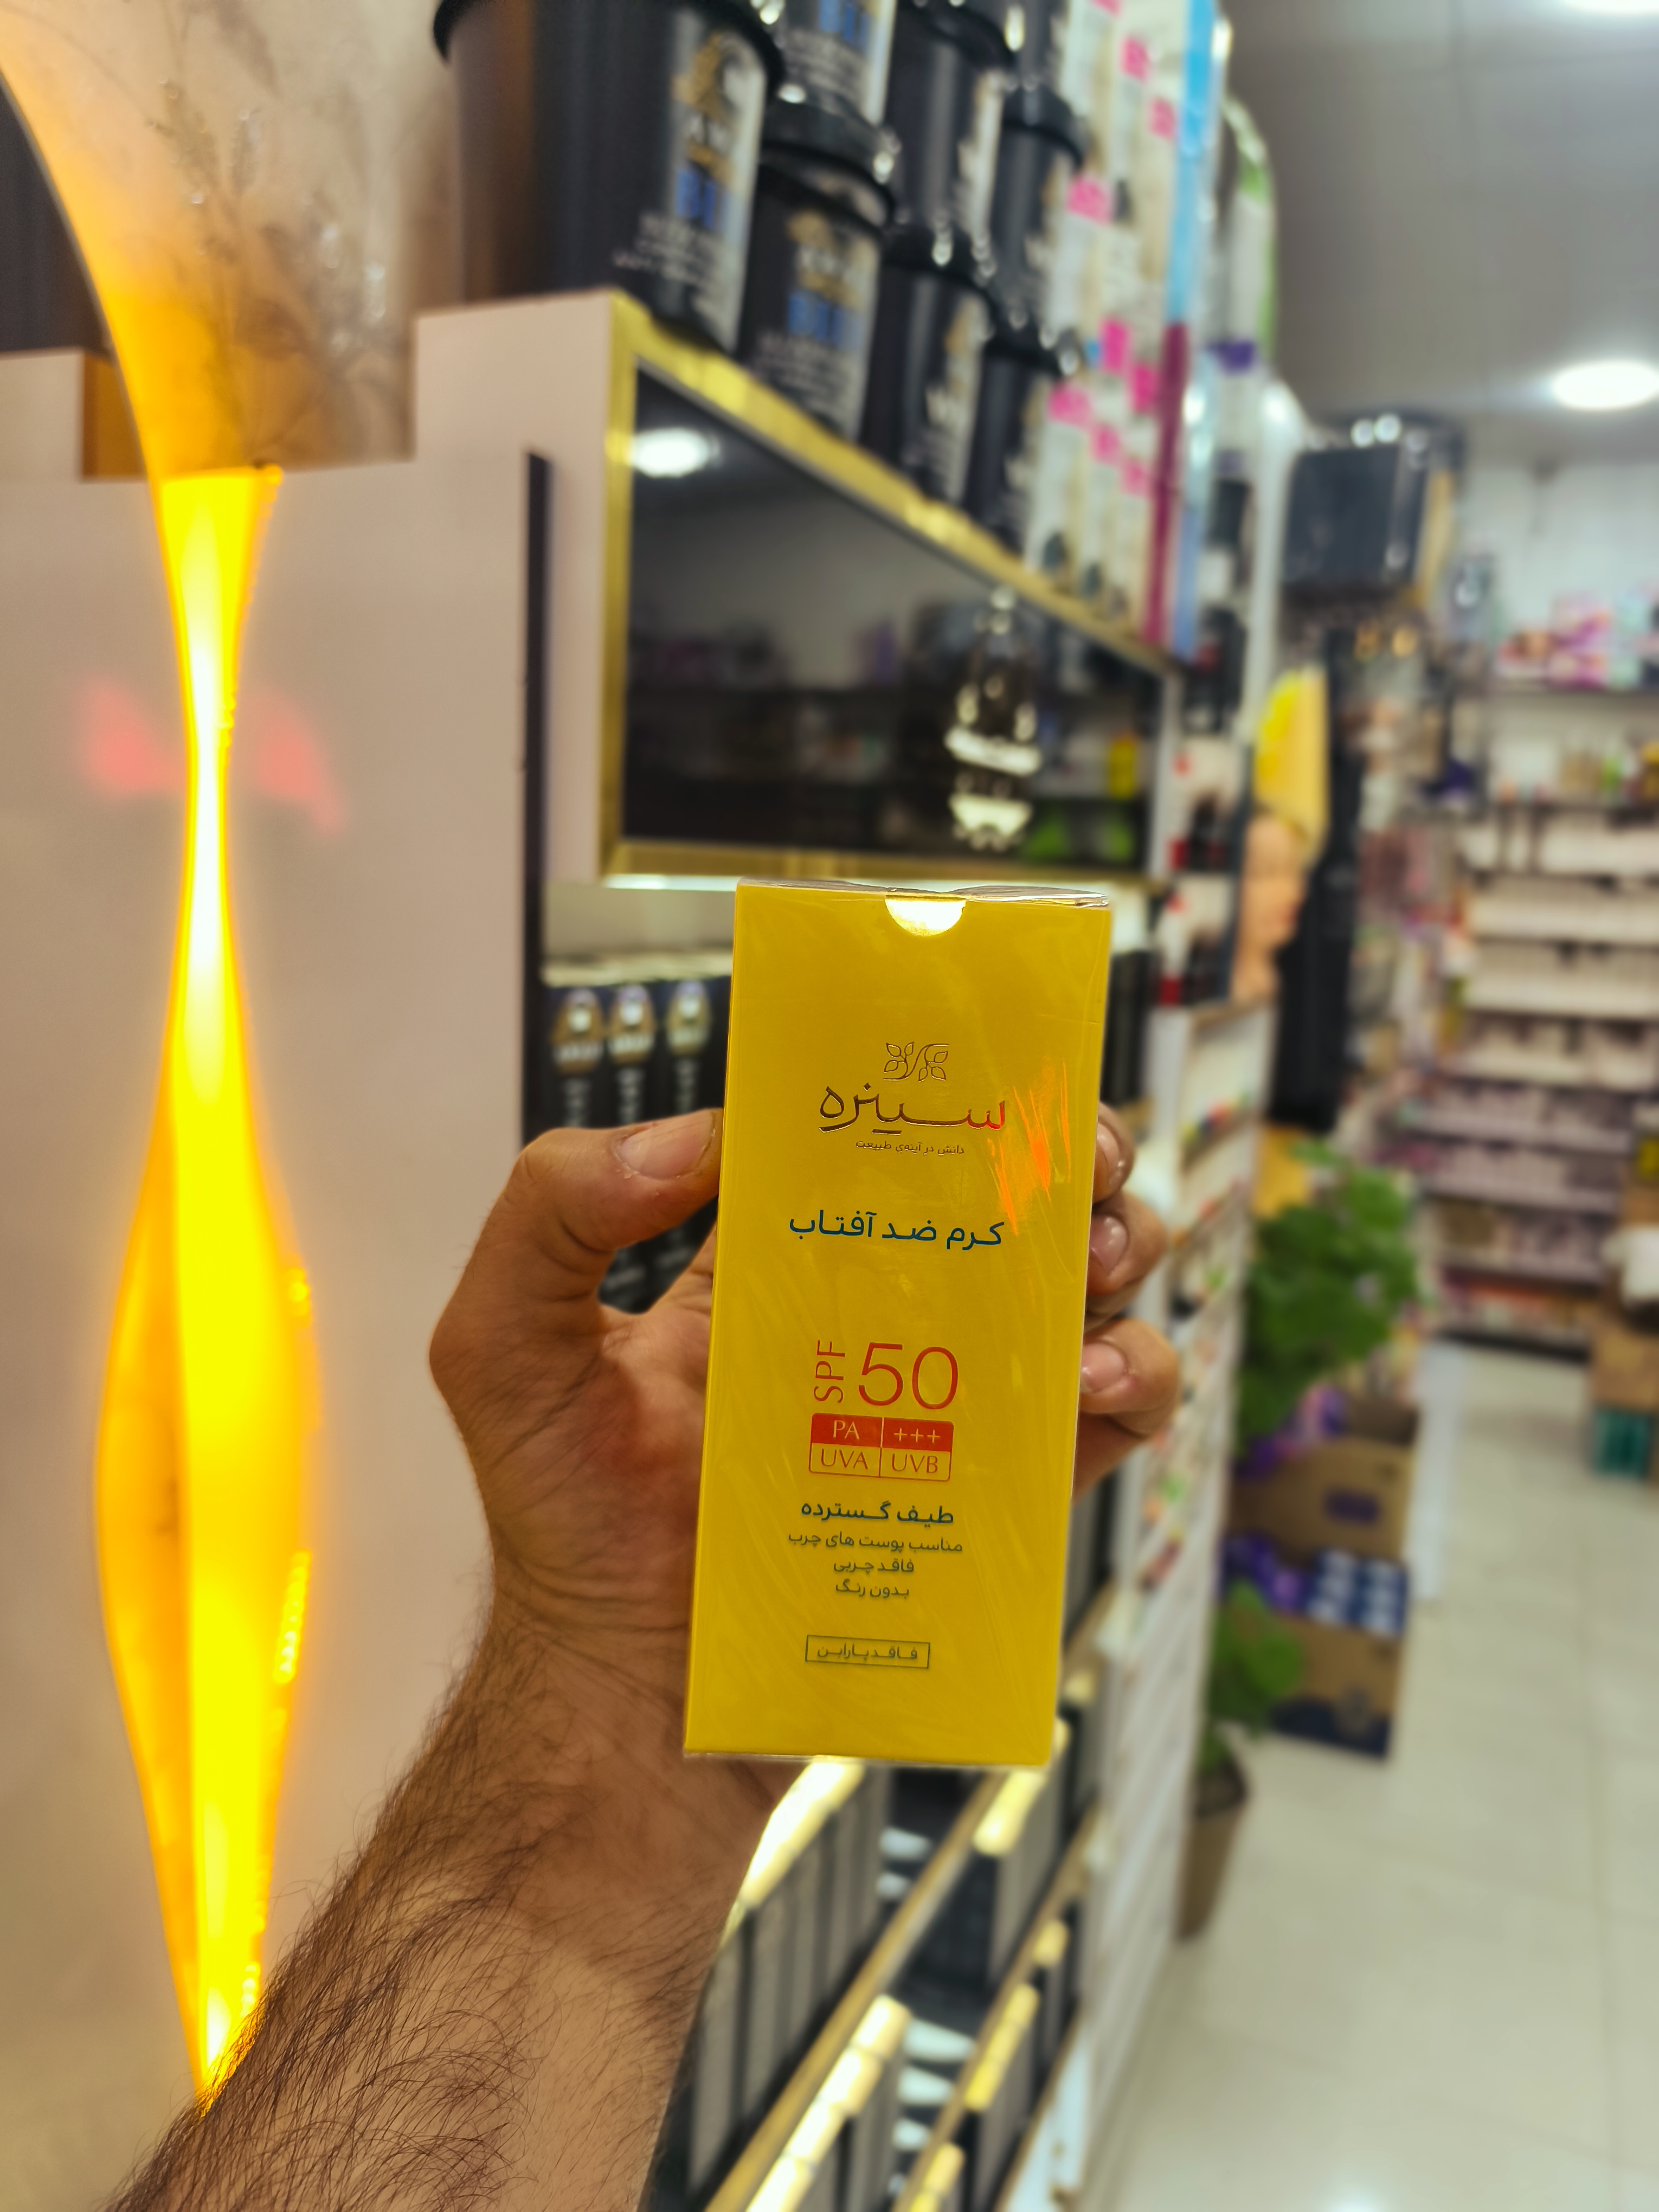 سینره
دانش در آینه‌ی طبیعت
کرم ضد آفتاب
SPF 50
PA +++
UVA UVB
طیف گسترده
مناسب پوست های چرب
فاقد چربی
بدون رنگ
فاقد پارابن